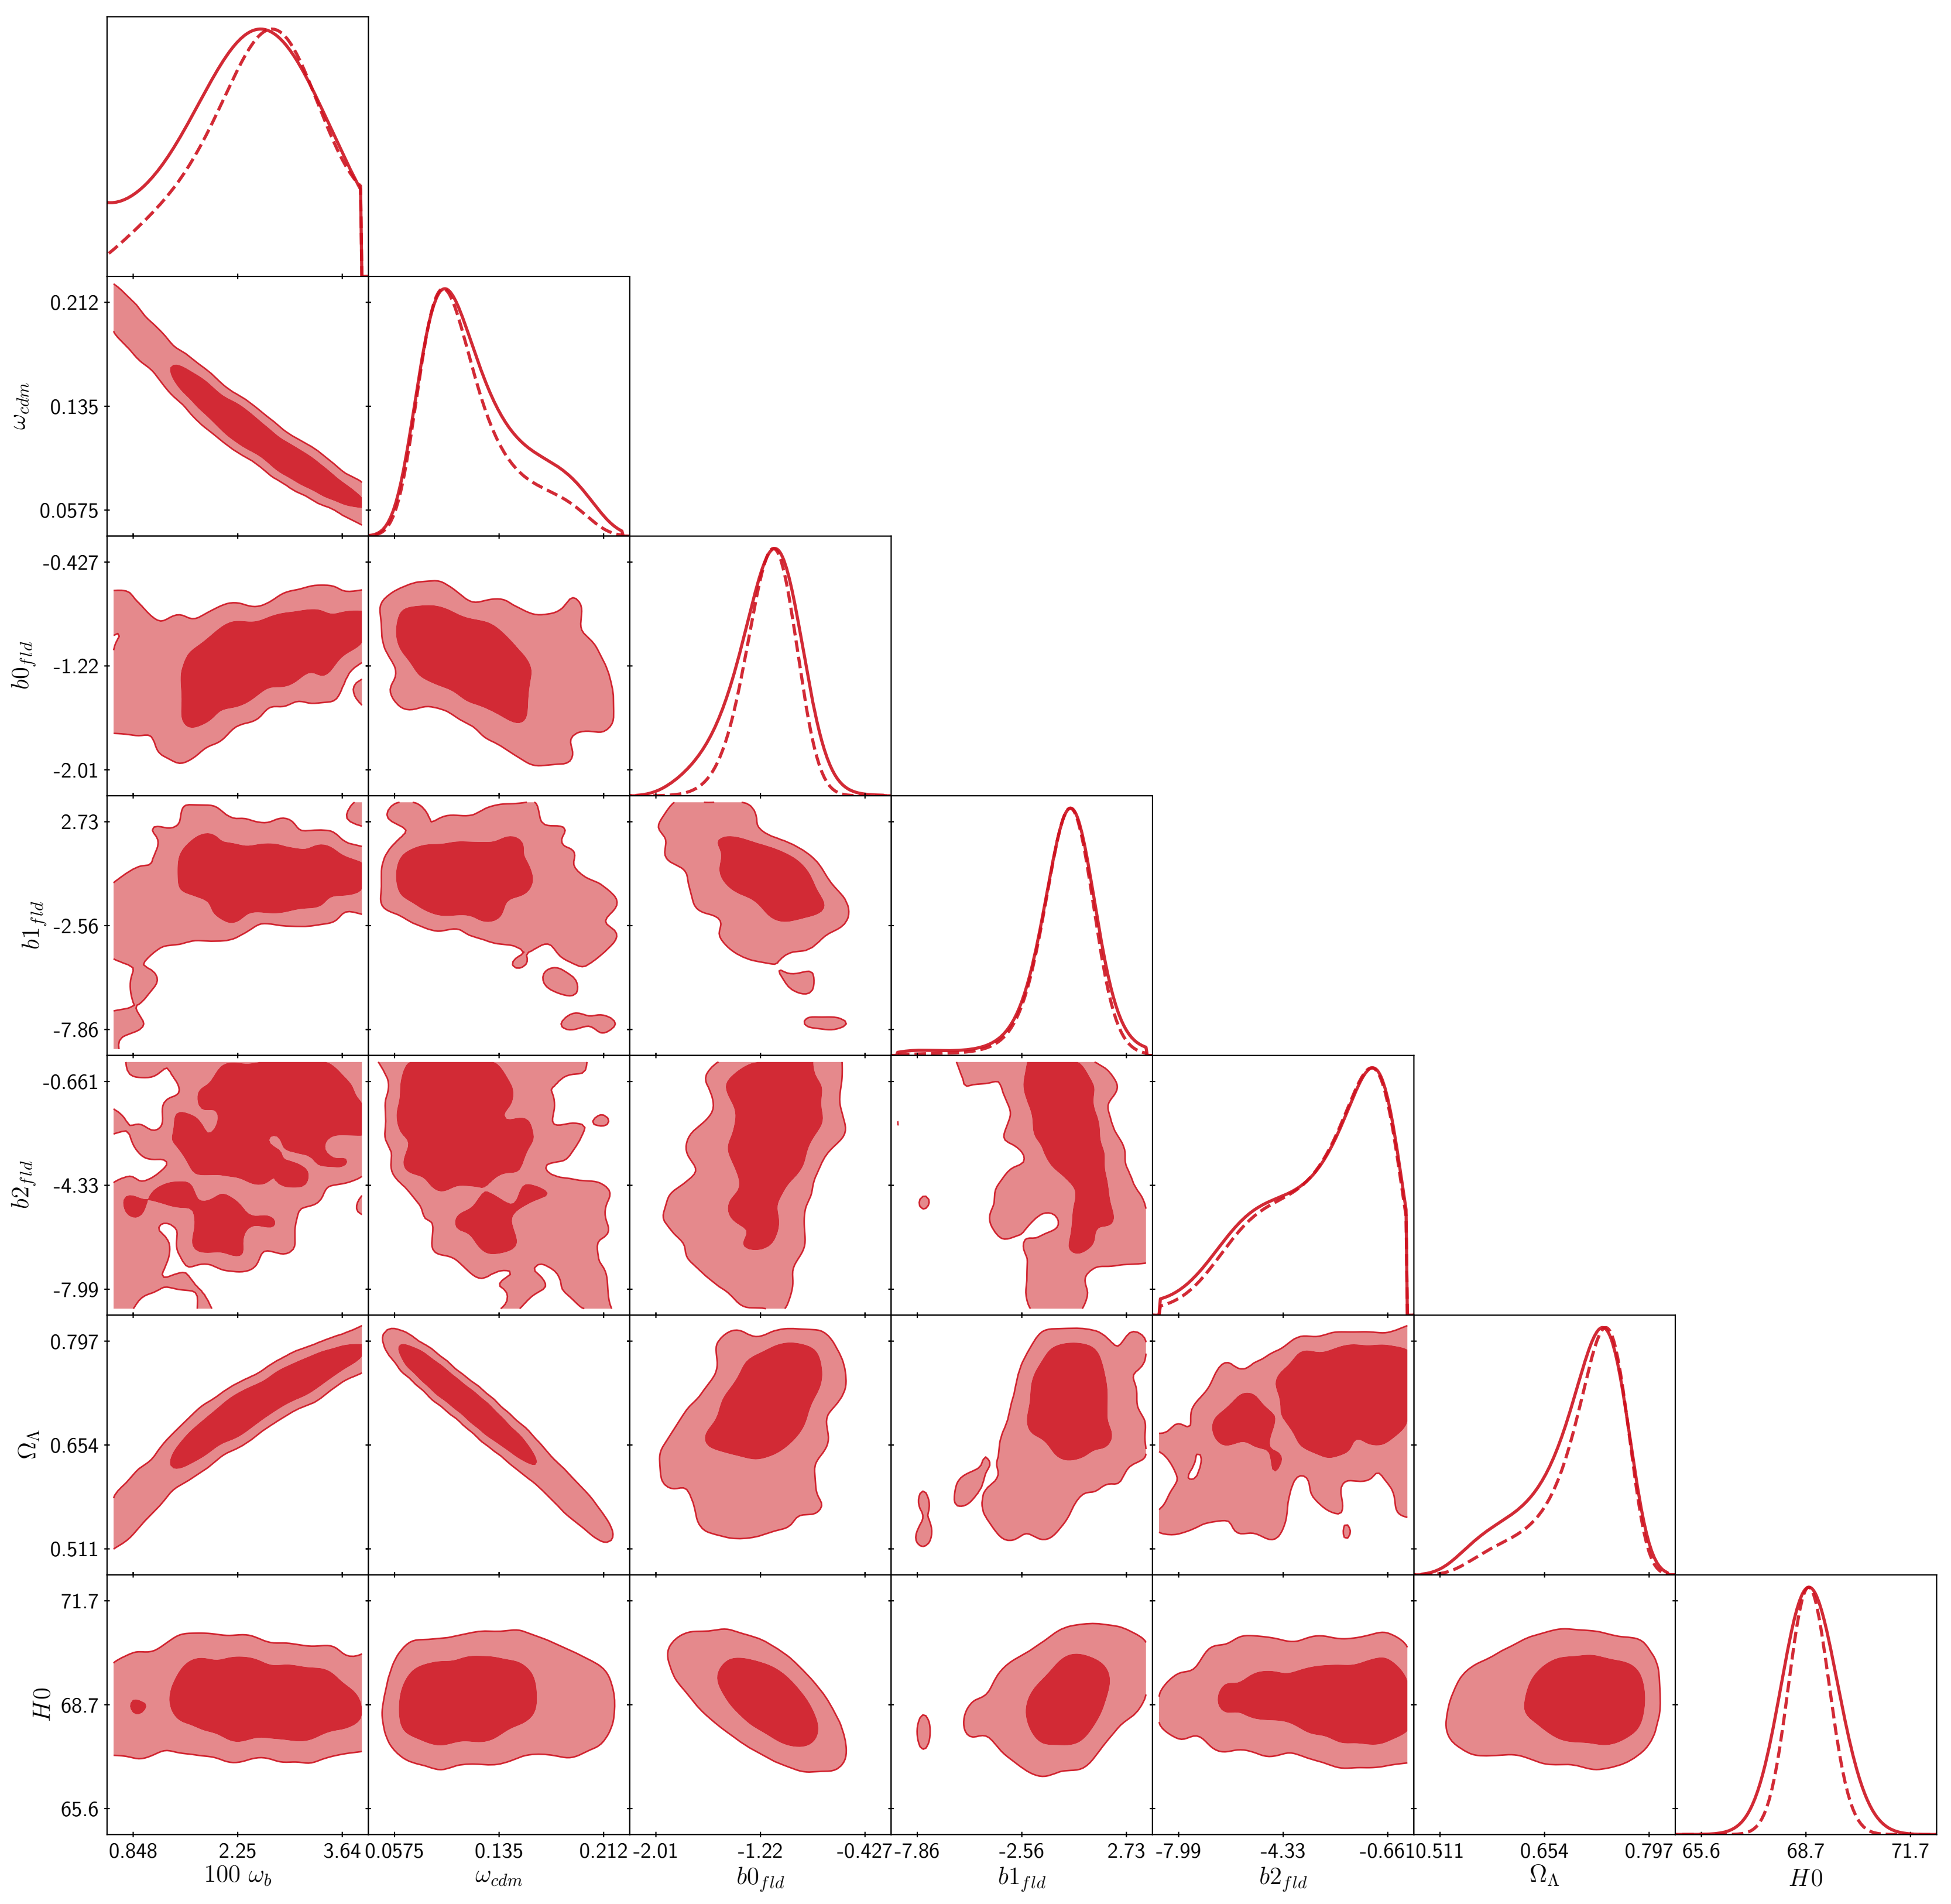 0.212
0.135
0.0575
ω_cdm
-0.427
-1.22
-2.01
b0_fld
2.73
-2.56
-7.86
b1_fld
-0.661
-4.33
-7.99
b2_fld
0.797
0.654
0.511
Ω_Λ
71.7
68.7
65.6
H0
0.848 2.25 3.64 0.0575 0.135 0.212 -2.01 -1.22 -0.427 -7.86 -2.56 2.73 -7.99 -4.33 -0.661 0.511 0.654 0.797 65.6 68.7 71.7
100 ω_b ω_cdm b0_fld b1_fld b2_fld Ω_Λ H0